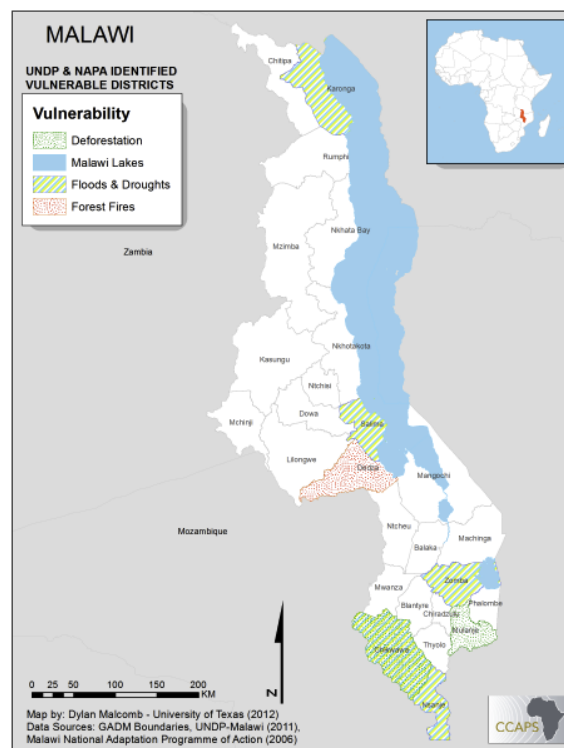 MALAWI
UNDP & NAPA IDENTIFIED
VULNERABLE DISTRICTS
Vulnerability
Deforestation
Malawi Lakes
Floods & Droughts
Forest Fires
Chitipa
Karonga
Rumphi
Zambia
Mzimba
Nkhata Bay
Nkhotakota
Kasungu
Ntchisi
Mchinji
Dowa
Salima
Lilongwe
Dedza
Mangochi
Mozambique
Ntcheu
Machinga
Balaka
Mwanza
Zomba
Blantyre
Phalombe
Chiradzulu
Mulanje
Chikwawa
Thyolo
Nsanje
0 25 50 100 150 200
KM
N
Map by: Dylan Malcomb - University of Texas (2012)
Data Sources: GADM Boundaries, UNDP-Malawi (2011),
Malawi National Adaptation Programme of Action (2006)
CCAPS